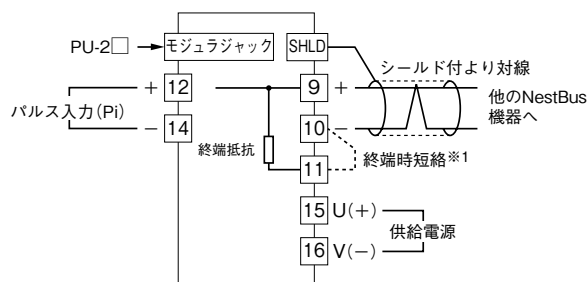 PU-2□
モジュラジャック
SHLD
シールド付より対線
+ 12
9 +
他のNestBus
機器へ
パルス入力(Pi)
− 14
10 −
終端抵抗
終端時短絡※1
11
15 U(+)
供給電源
16 V(−)